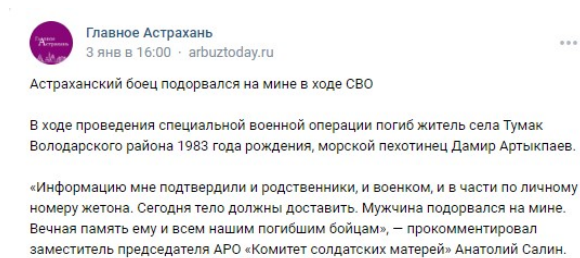 Главное Астрахань
3 янв в 16:00 · arbuztoday.ru
Астраханский боец подорвался на мине в ходе СВО
В ходе проведения специальной военной операции погиб житель села Тумак
Володарского района 1983 года рождения, морской пехотинец Дамир Артыкпаев.
«Информацию мне подтвердили и родственники, и военком, и в части по личному
номеру жетона. Сегодня тело должны доставить. Мужчина подорвался на мине.
Вечная память ему и всем нашим погибшим бойцам», — прокомментировал
заместитель председателя АРО «Комитет солдатских матерей» Анатолий Салин.